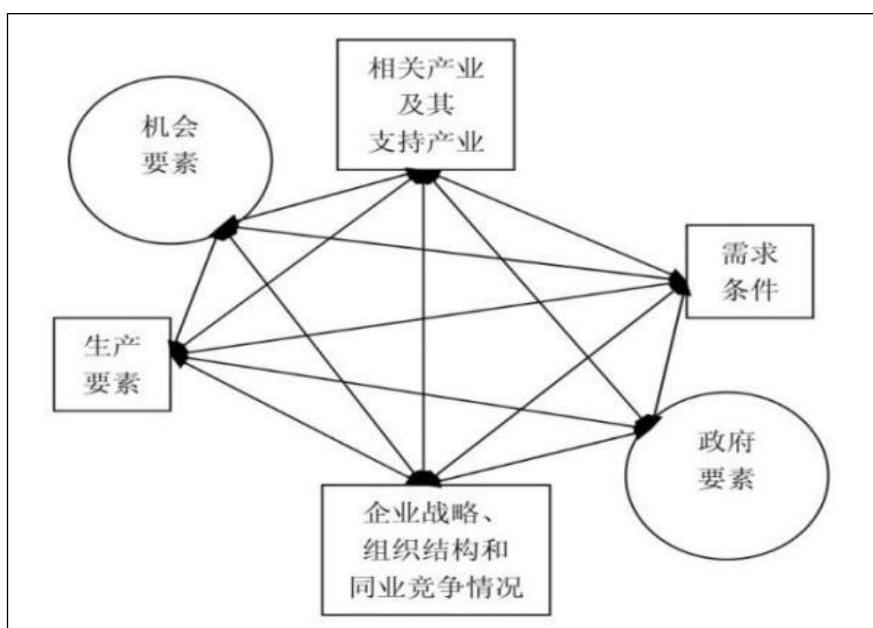 相关产业
及其
支持产业
机会
要素
需求
条件
生产
要素
政府
要素
企业战略、
组织结构和
同业竞争情况